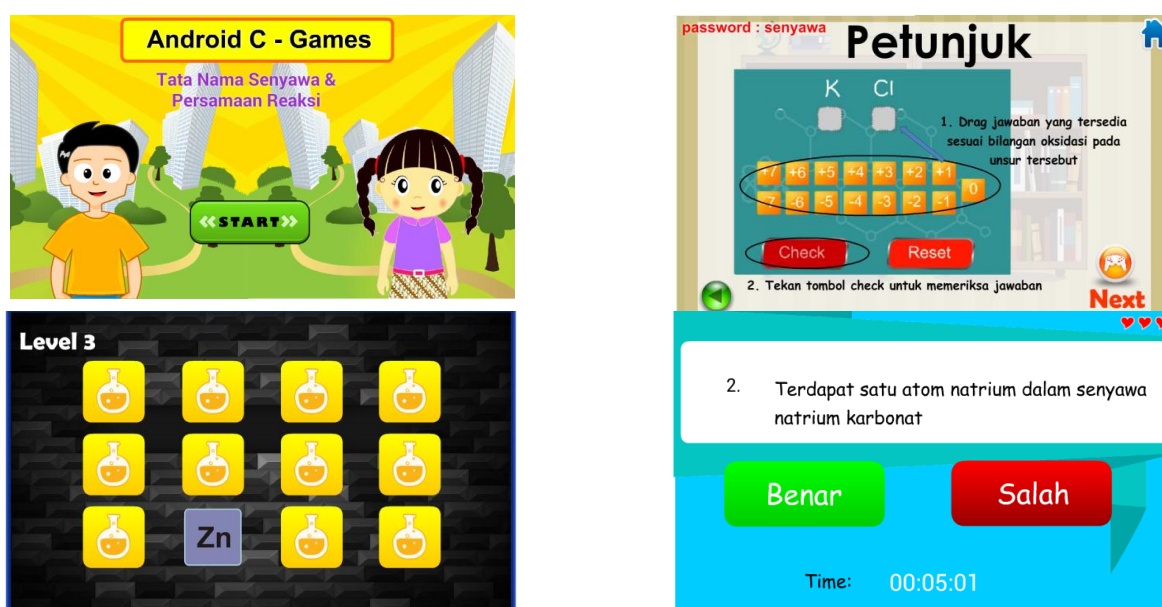 Android C - Games
Tata Nama Senyawa &
Persamaan Reaksi
START
password : senyawa
Petunjuk
K Cl
1. Drag jawaban yang tersedia
sesuai bilangan oksidasi pada
unsur tersebut
+7 +6 +5 +4 +3 +2 +1
0
-7 -6 -5 -4 -3 -2 -1
Check Reset
2. Tekan tombol check untuk memeriksa jawaban
Next
Level 3
Zn
2. Terdapat satu atom natrium dalam senyawa
natrium karbonat
Benar Salah
Time: 00:05:01